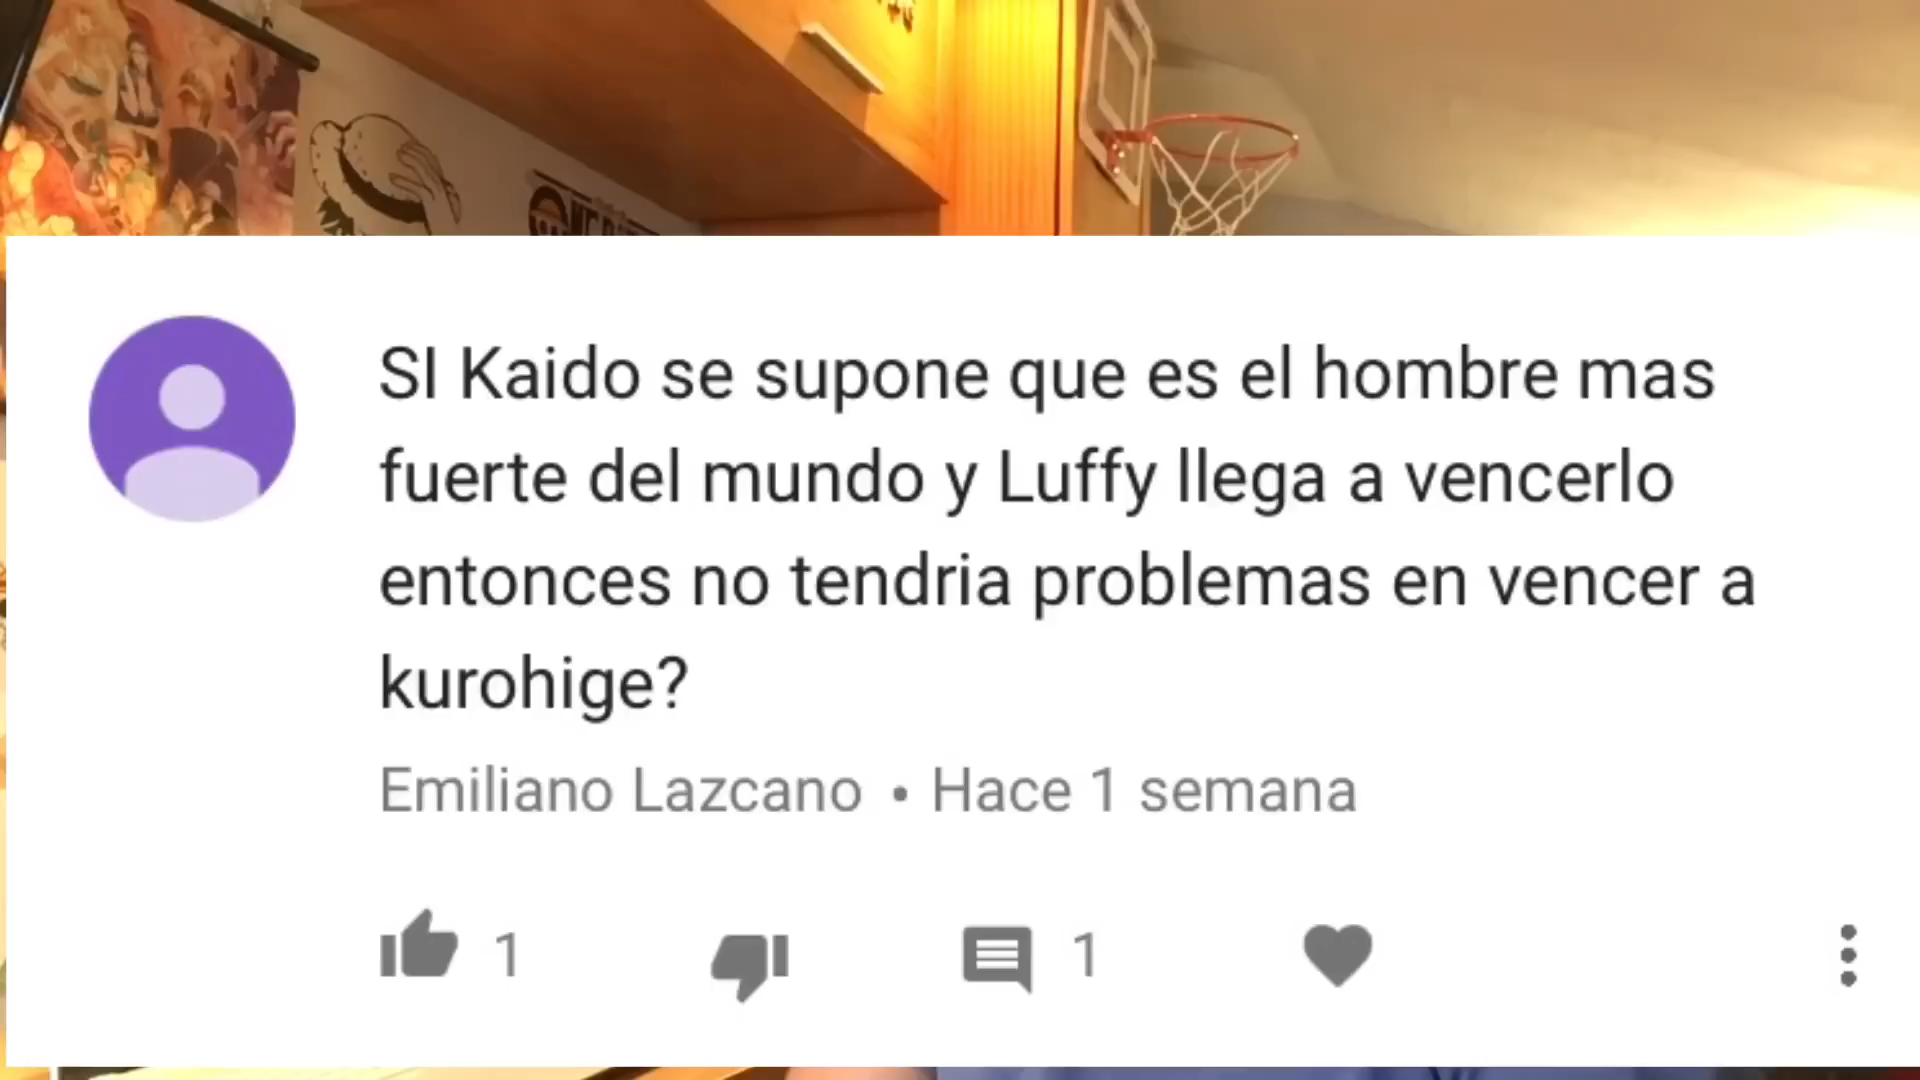 SI Kaido se supone que es el hombre mas
fuerte del mundo y Luffy llega a vencerlo
entonces no tendria problemas en vencer a
kurohige?
Emiliano Lazcano • Hace 1 semana
1
1